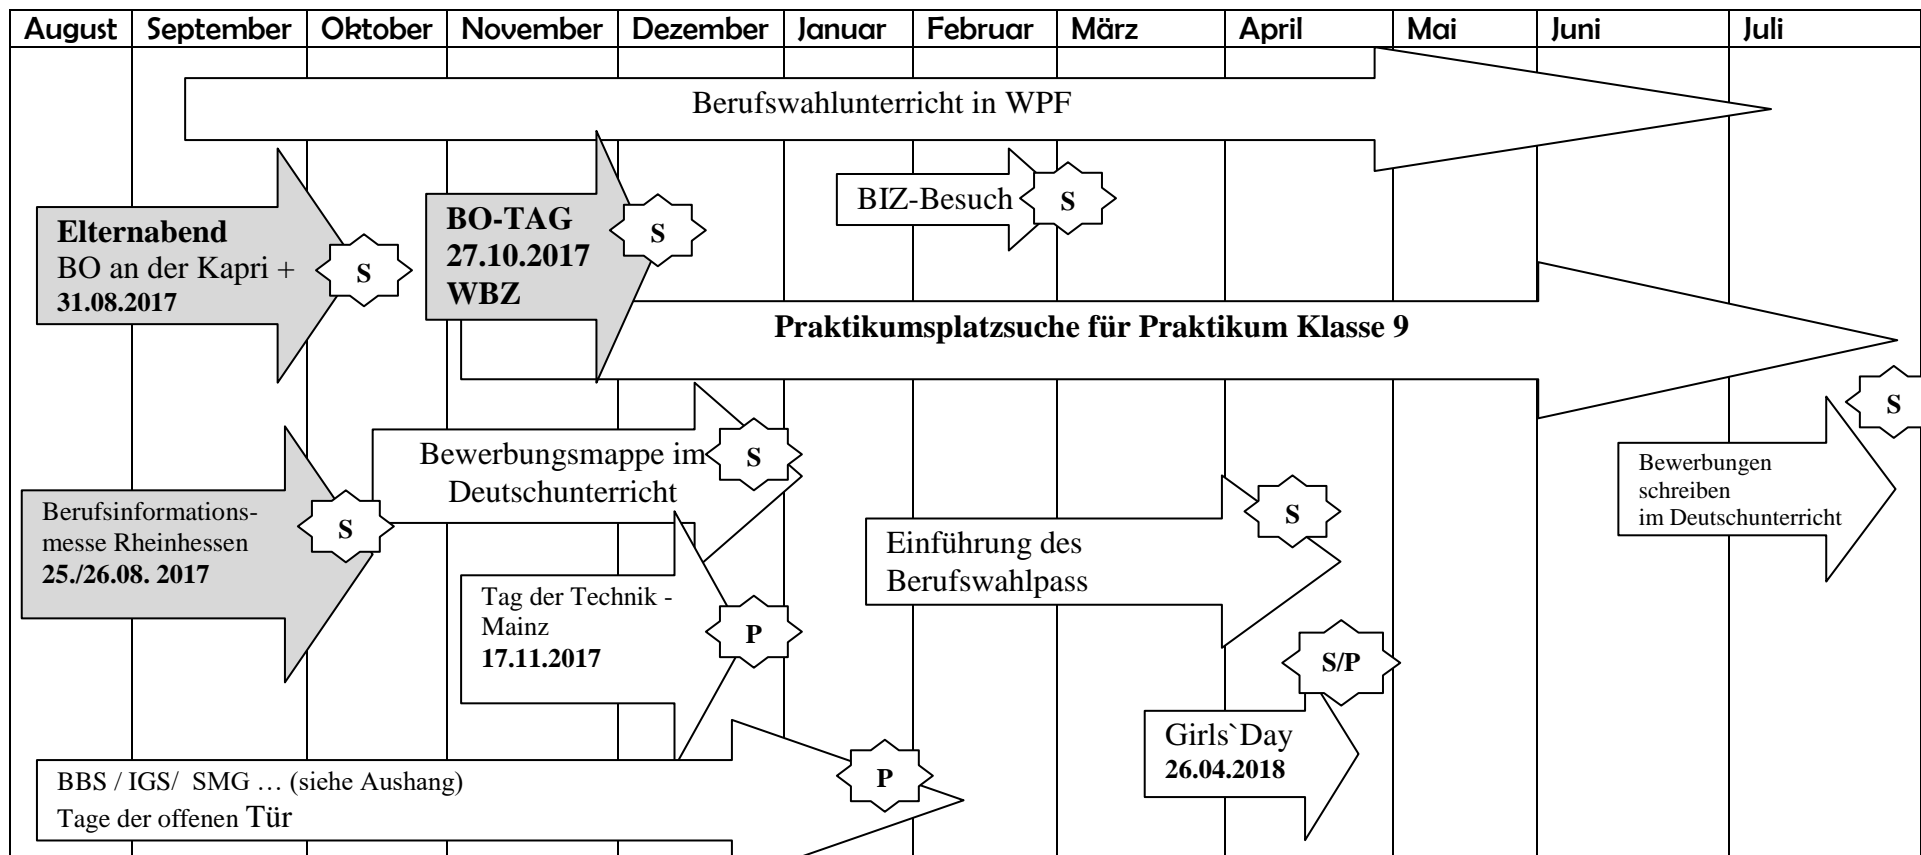 August September Oktober November Dezember Januar Februar März April Mai Juni Juli
Berufswahlunterricht in WPF
Elternabend
BO an der Kapri +
31.08.2017
S
BO-TAG
27.10.2017
WBZ
S
BIZ-Besuch
S
Praktikumsplatzsuche für Praktikum Klasse 9
Berufsinformations-
messe Rheinhessen
25./26.08. 2017
S
Bewerbungsmappe im
Deutschunterricht
S
Tag der Technik -
Mainz
17.11.2017
P
Einführung des
Berufswahlpass
S
Bewerbungen
schreiben
im Deutschunterricht
S
Girls`Day
26.04.2018
S/P
BBS / IGS/ SMG … (siehe Aushang)
Tage der offenen Tür
P